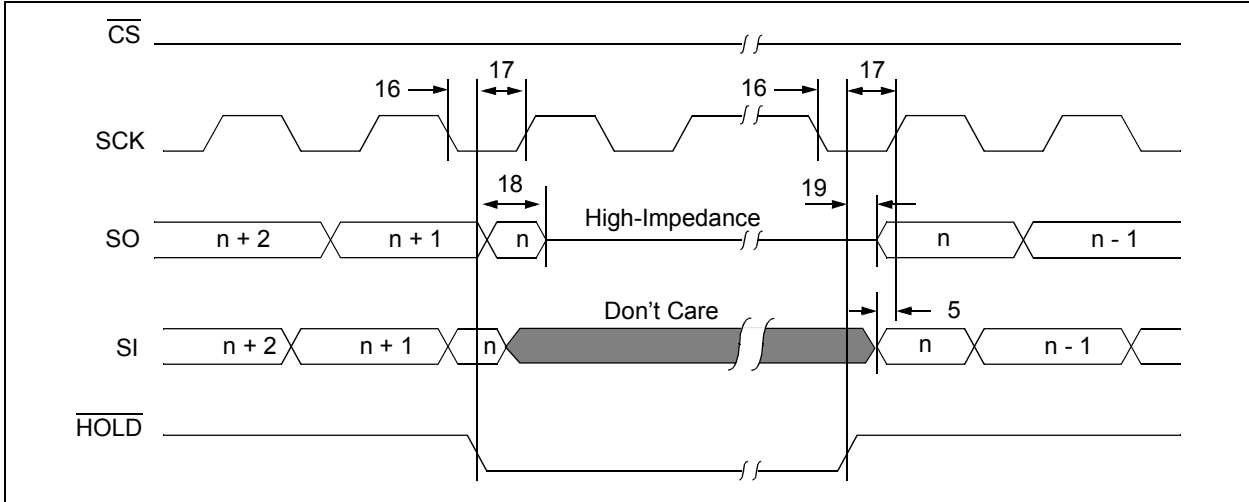 CS
16
17
16
17
SCK
18
19
SO
n + 2
n + 1
n
High-Impedance
n
n - 1
Don't Care
5
SI
n + 2
n + 1
n
n
n - 1
HOLD